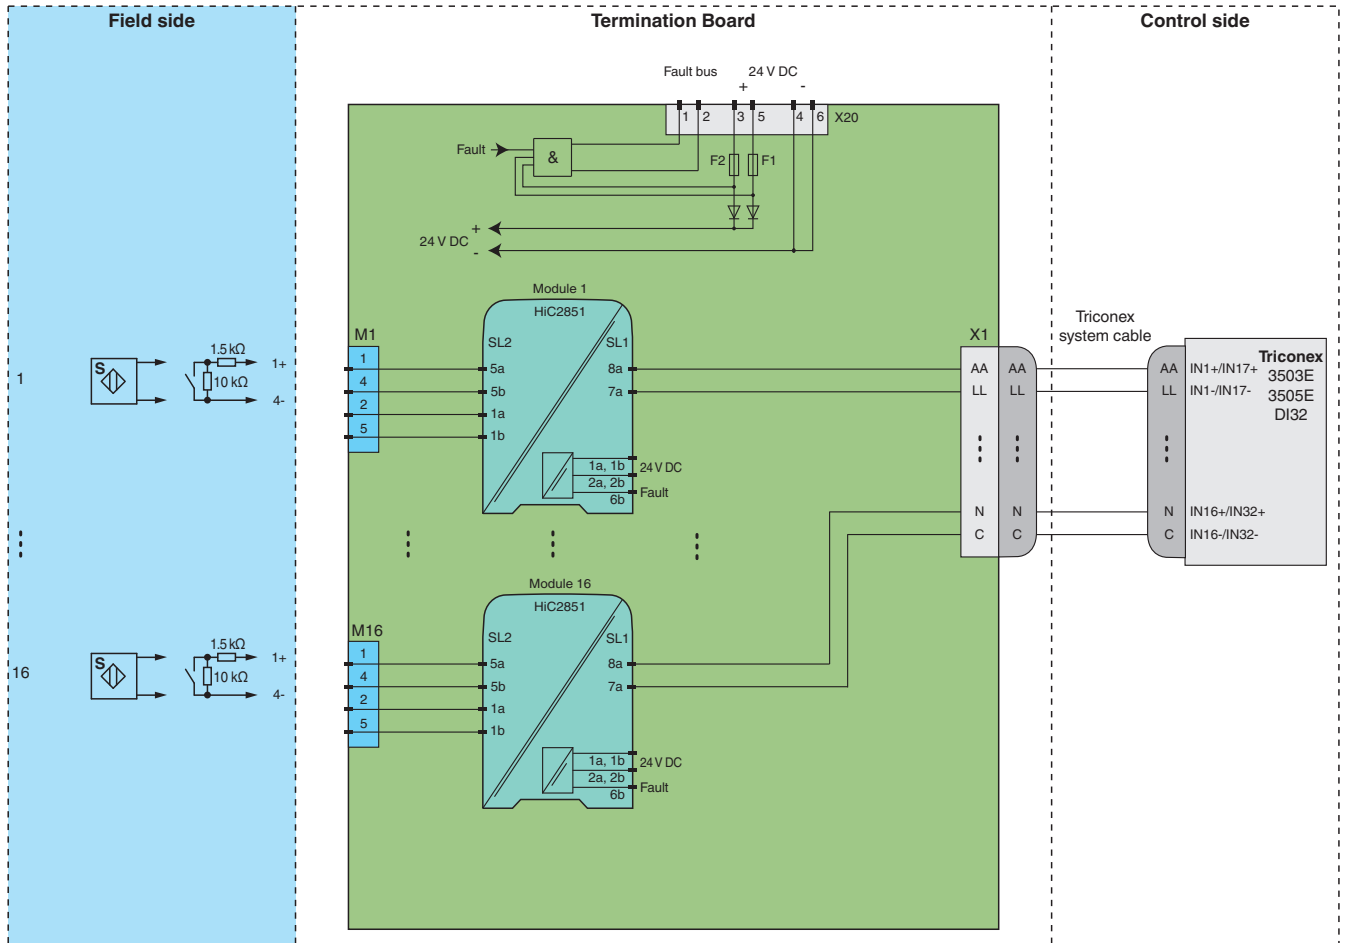 Field side
Termination Board
Control side
Fault bus
24 V DC
+
-
1
2
3
5
4
6
X20
Fault
&
F2
F1
+
24 V DC
-
Module 1
HiC2851
M1
SL2
SL1
1
4
2
5
5a
5b
1a
1b
8a
7a
1a, 1b
2a, 2b
6b
24 V DC
Fault
1
S
1.5 kΩ
10 kΩ
1+
4-
X1
AA
LL
N
C
AA
LL
N
C
Triconex
system cable
AA
LL
N
C
IN1+/IN17+
IN1-/IN17-
IN16+/IN32+
IN16-/IN32-
Triconex
3503E
3505E
DI32
Module 16
HiC2851
M16
SL2
SL1
1
4
2
5
5a
5b
1a
1b
8a
7a
1a, 1b
2a, 2b
6b
24 V DC
Fault
16
S
1.5 kΩ
10 kΩ
1+
4-